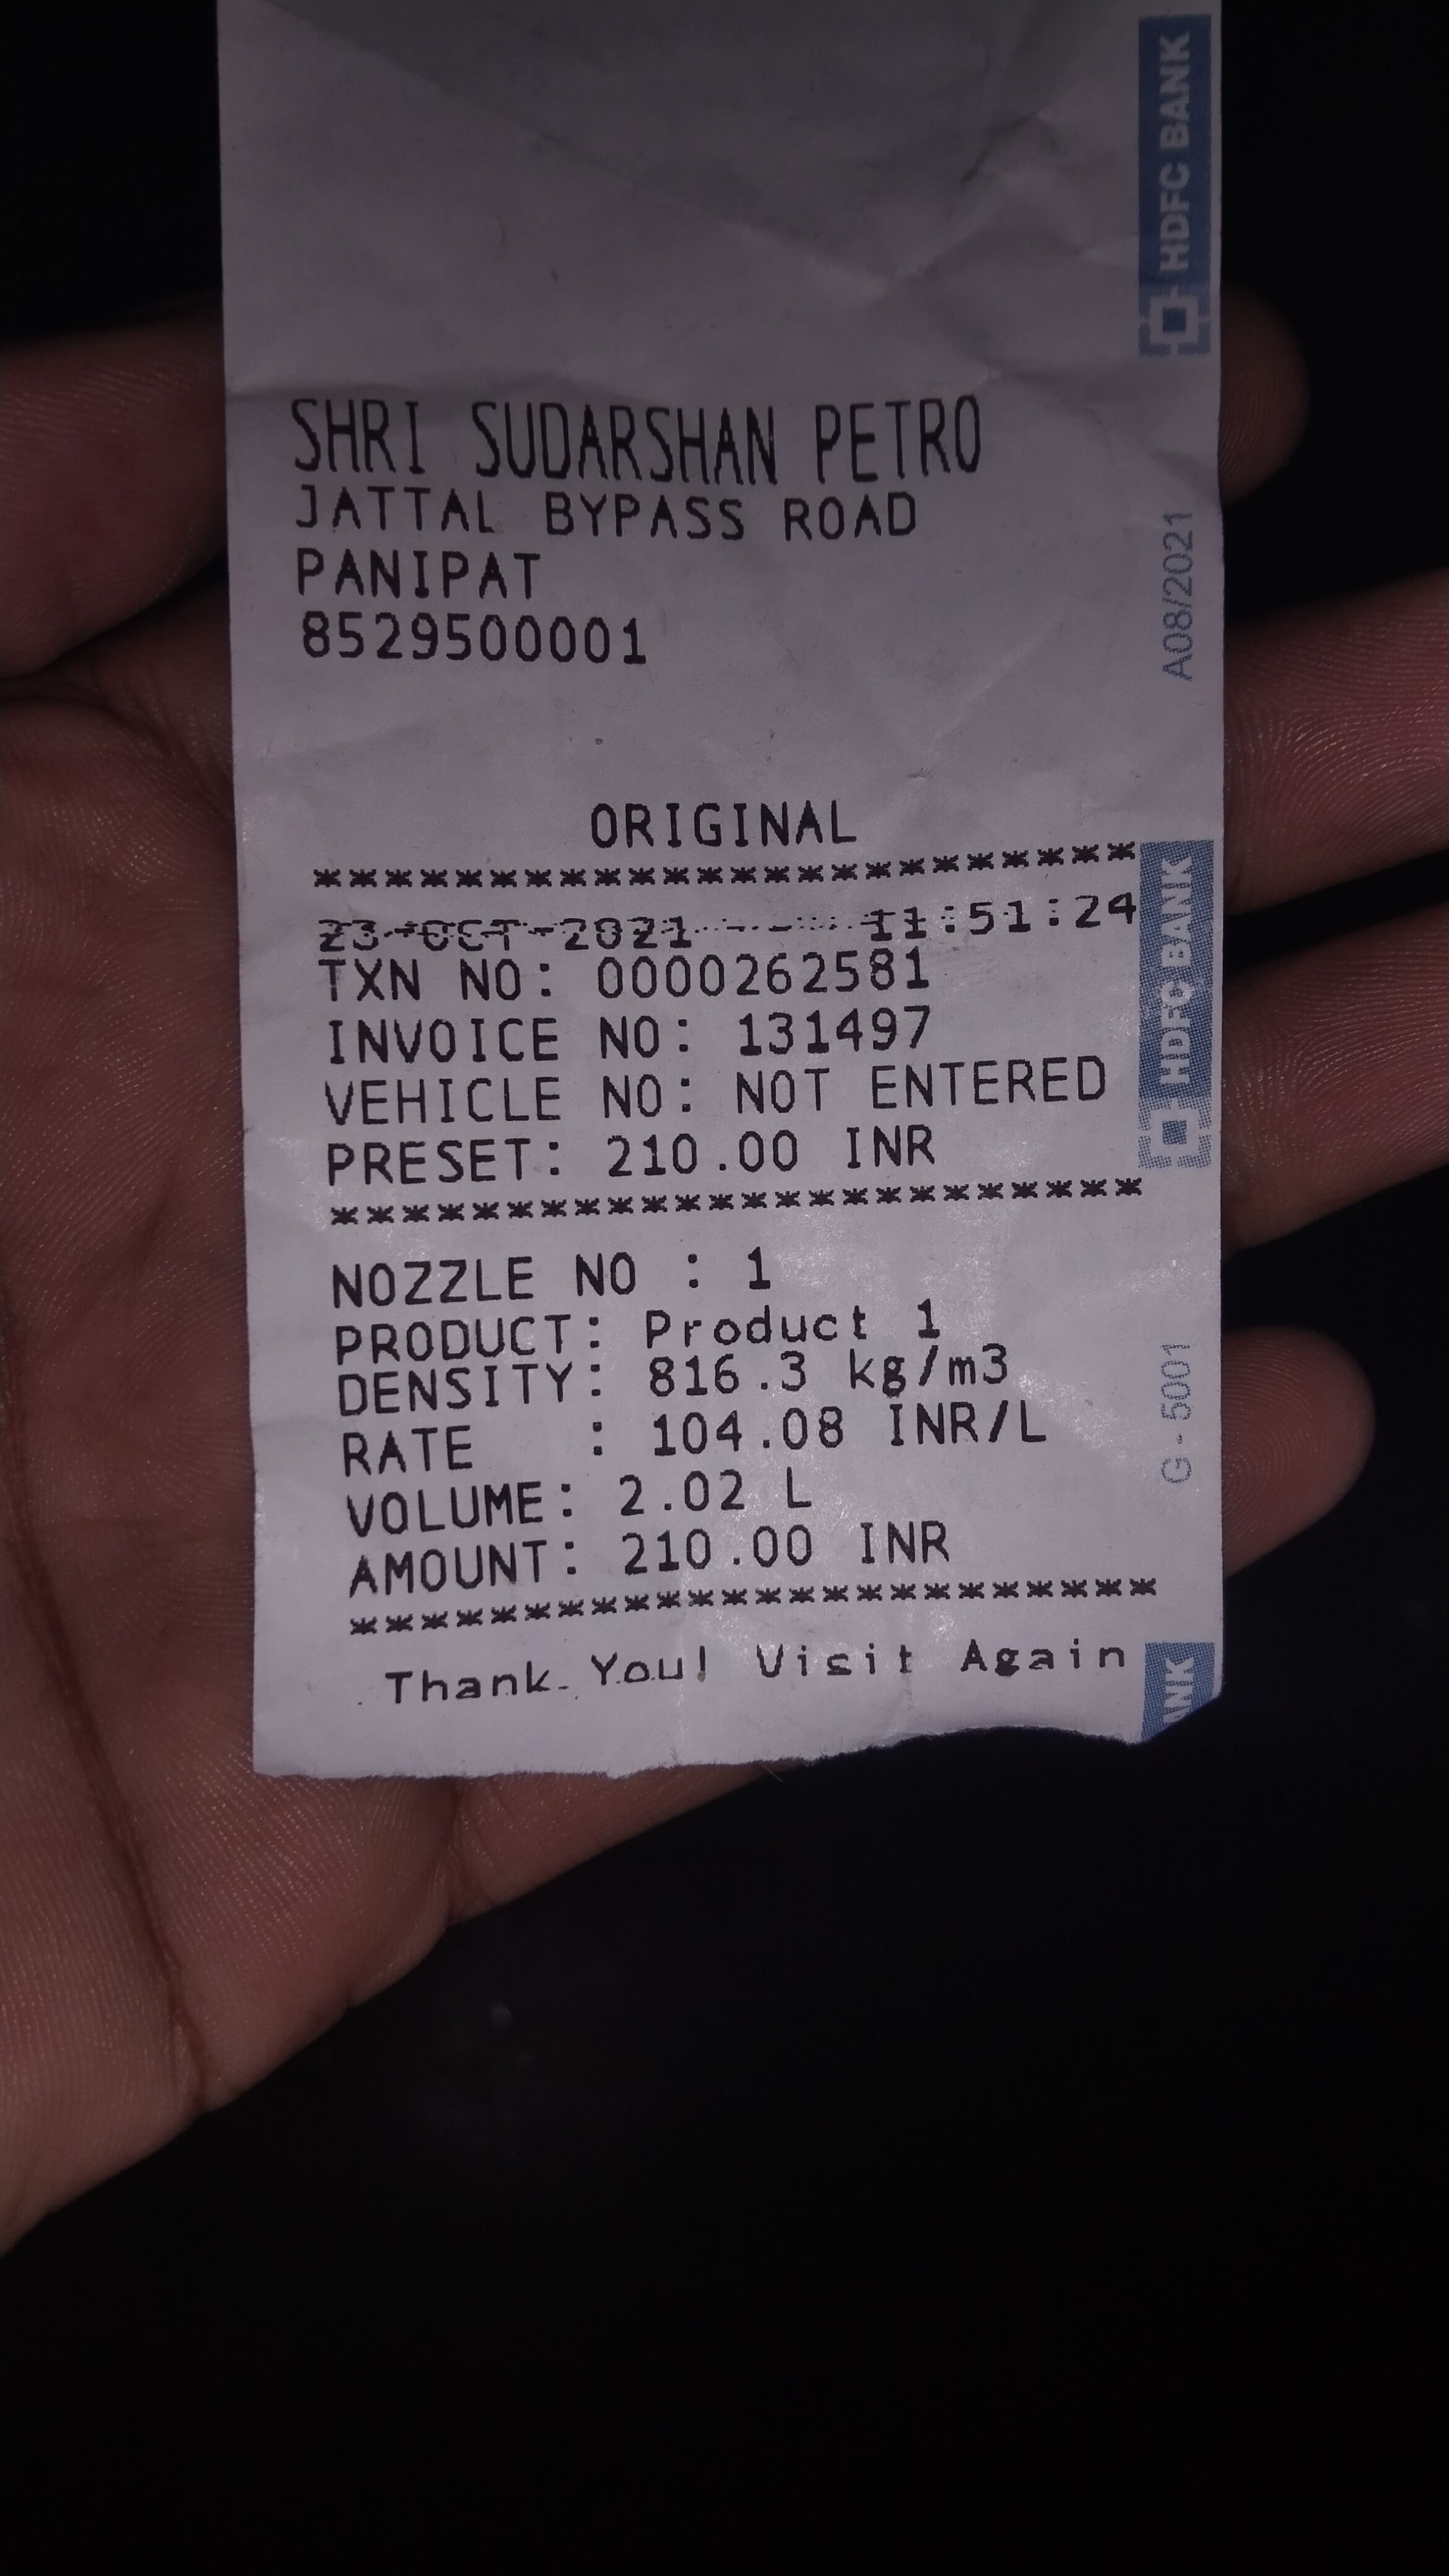 SHRI SUDARSHAN PETRO
JATTAL BYPASS ROAD
PANIPAT
8529500001
ORIGINAL
************************
23-OCT-2021 11:51:24
TXN NO: 0000262581
INVOICE NO: 131497
VEHICLE NO: NOT ENTERED
PRESET: 210.00 INR
************************
NOZZLE NO : 1
PRODUCT: Product 1
DENSITY: 816.3 kg/m3
RATE : 104.08 INR/L
VOLUME: 2.02 L
AMOUNT: 210.00 INR
************************
Thank You! Visit Again
HDFC BANK
A08/2021
HDFC BANK
G - 5001
ANK